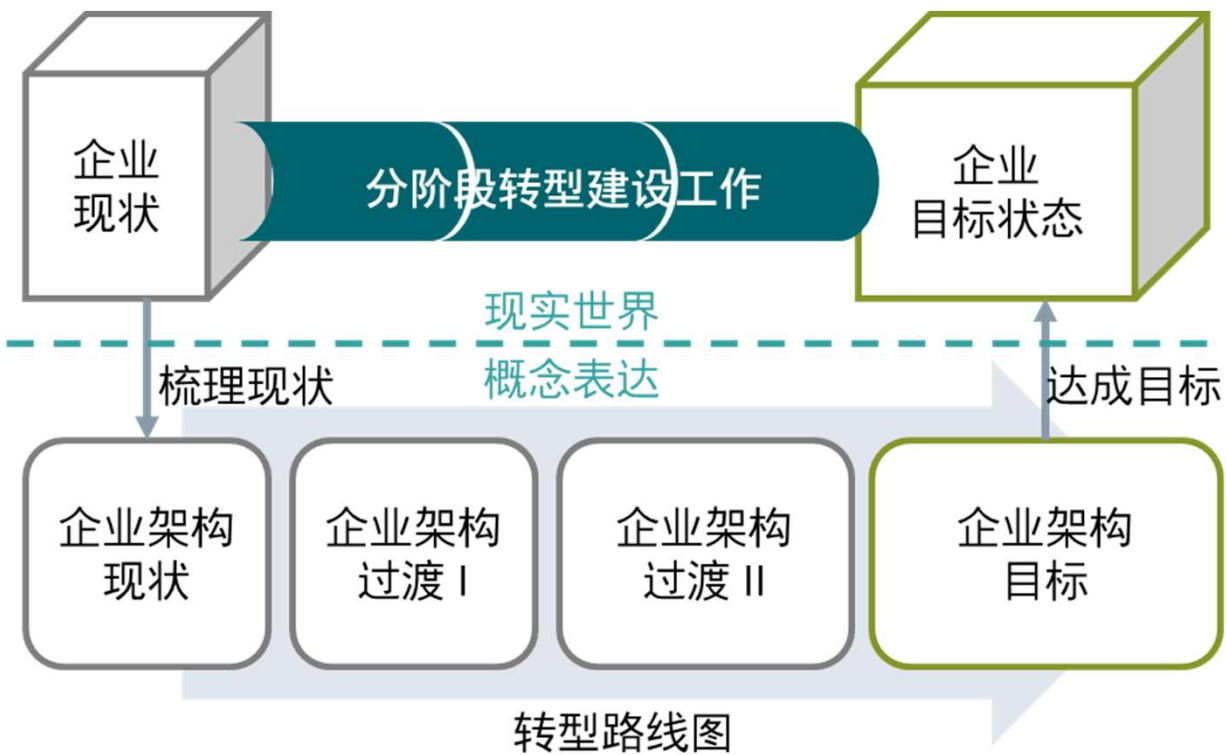 企业
现状
分阶段转型建设工作
企业
目标状态
现实世界
概念表达
梳理现状
达成目标
企业架构
现状
企业架构
过渡 I
企业架构
过渡 II
企业架构
目标
转型路线图